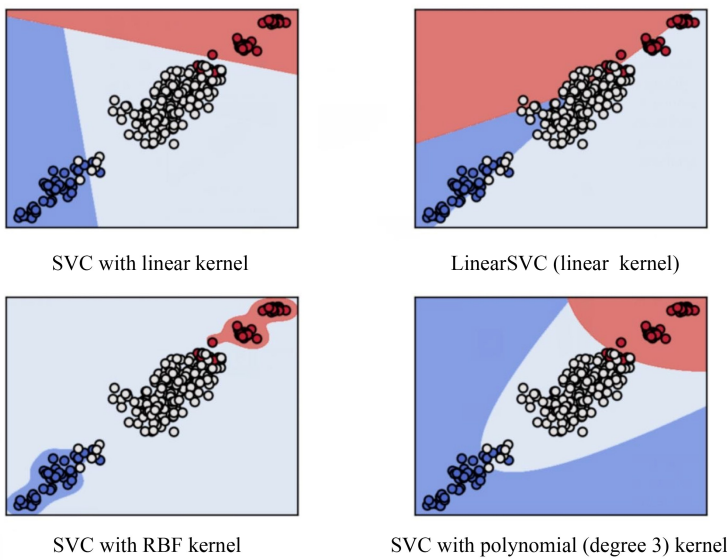 SVC with linear kernel
LinearSVC (linear kernel)
SVC with RBF kernel
SVC with polynomial (degree 3) kernel